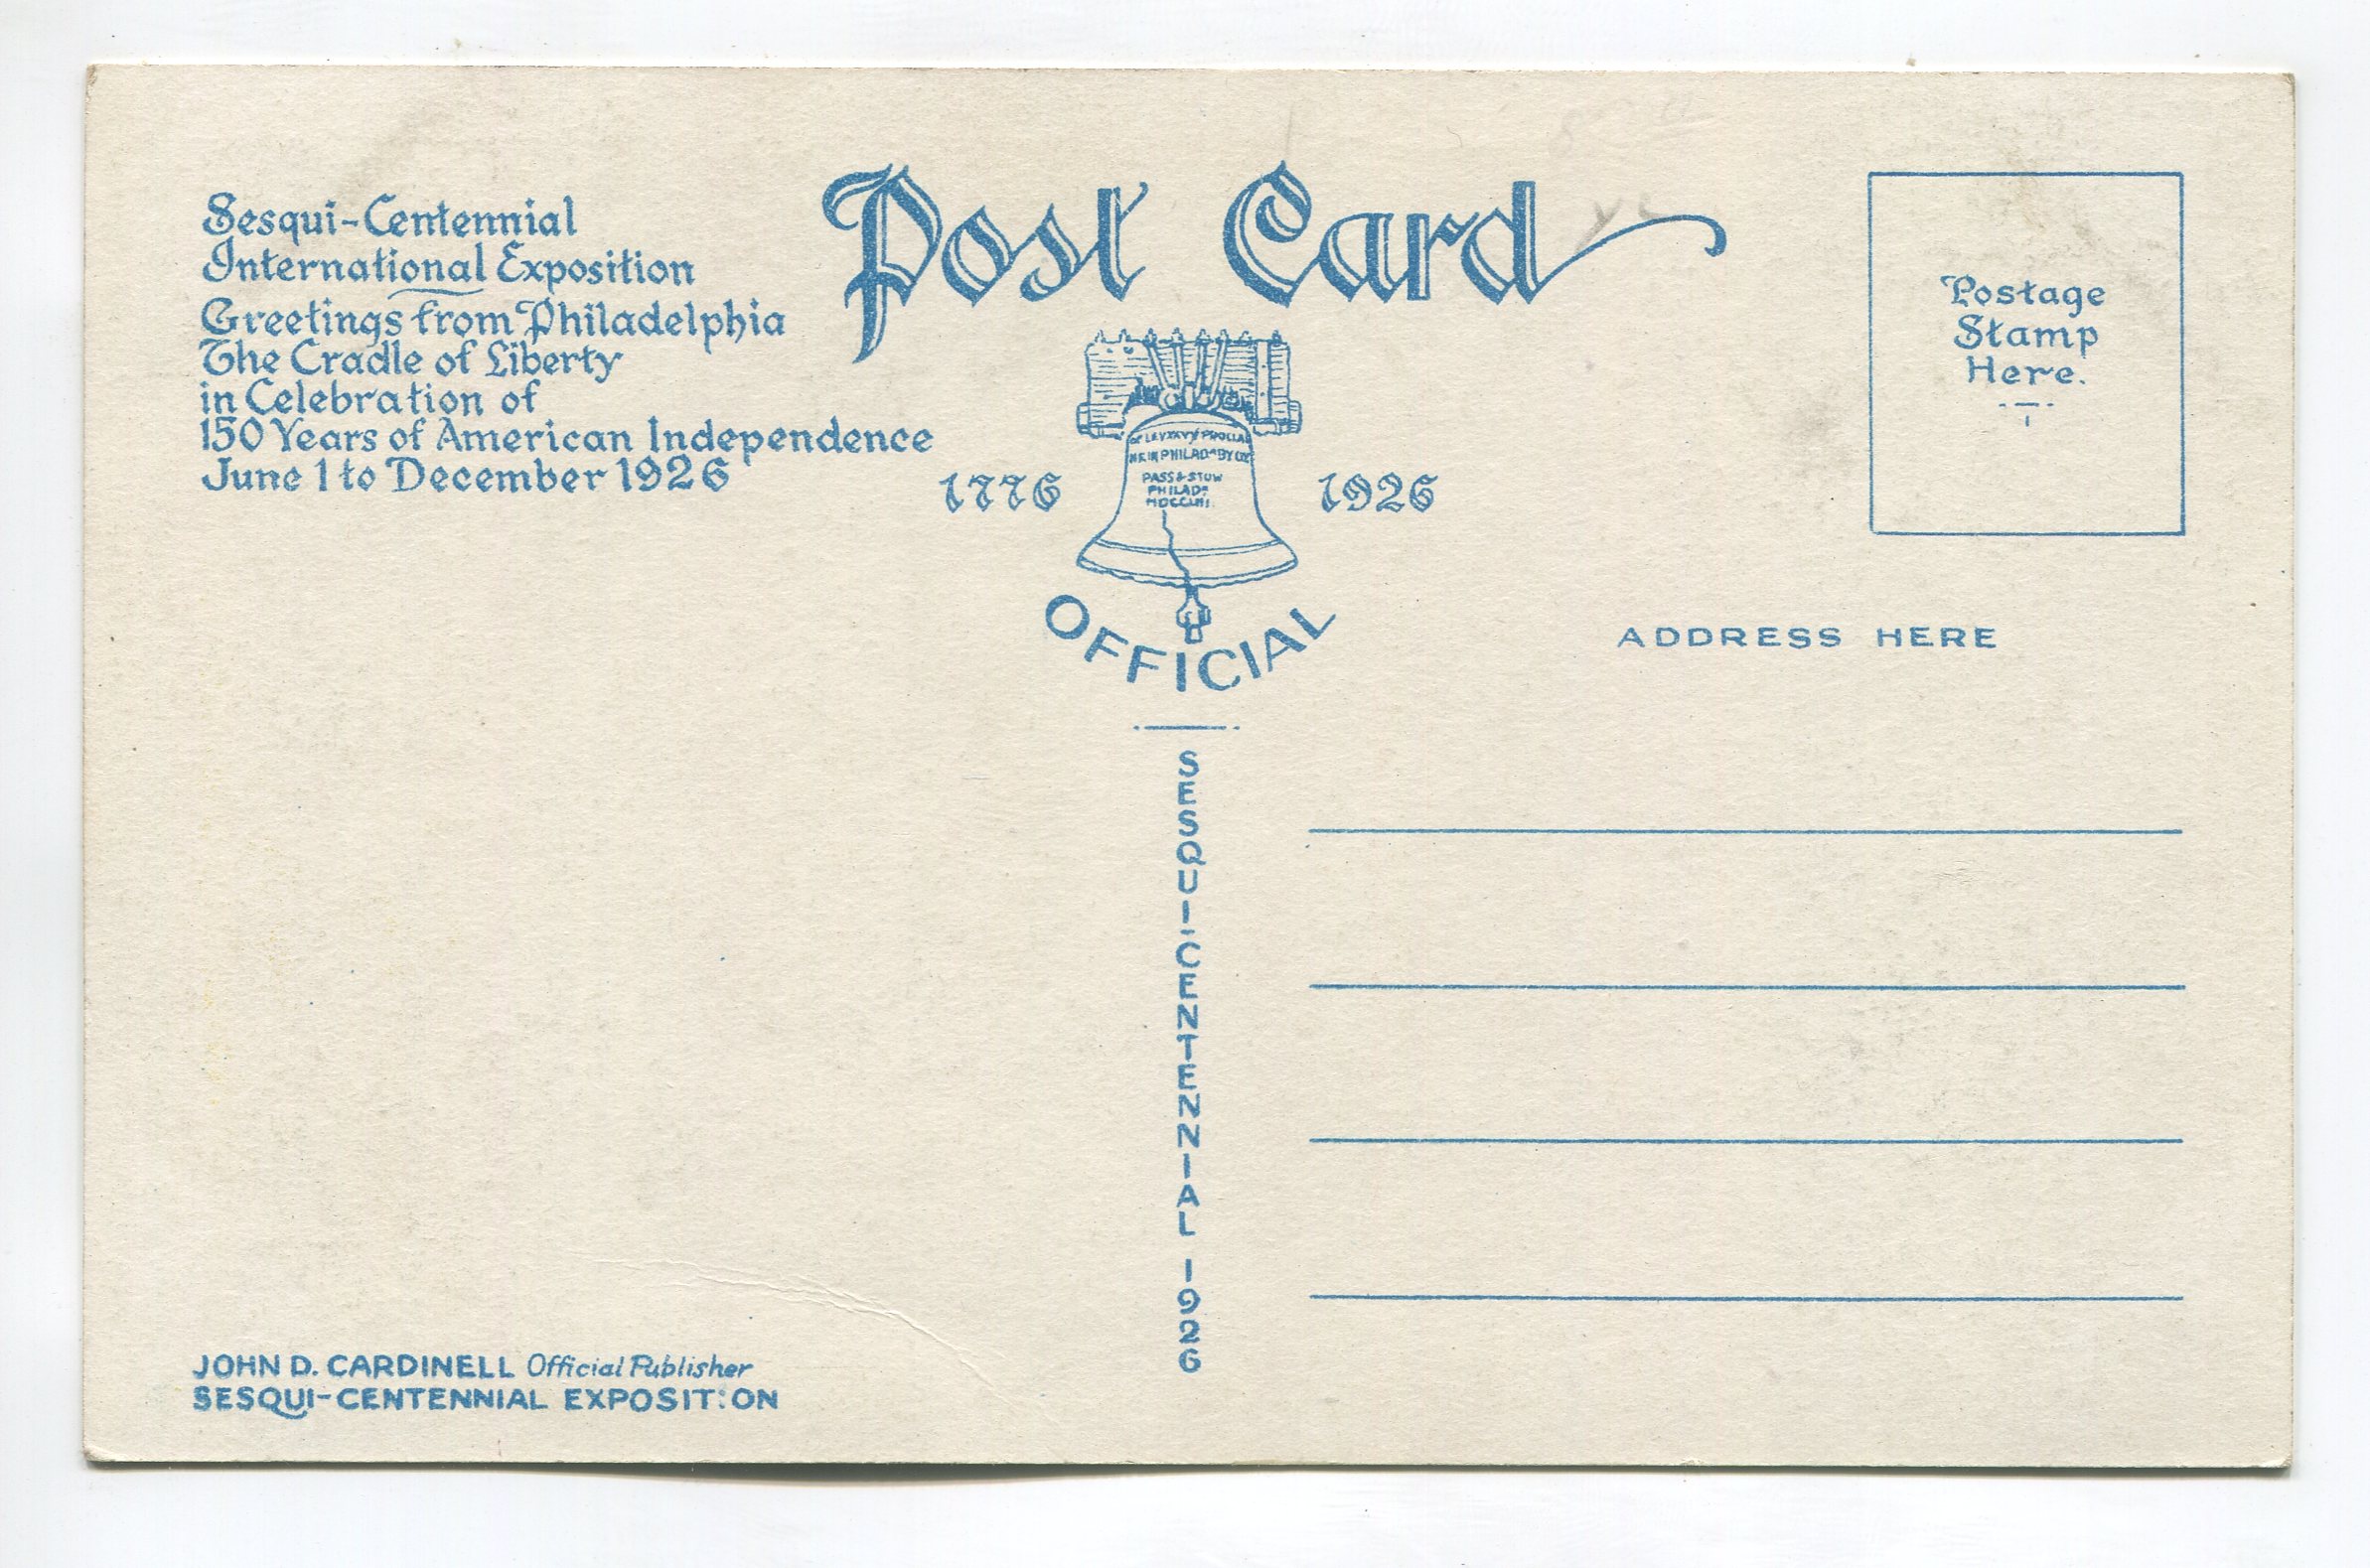 Sesqui-Centennial
International Exposition
Greetings from Philadelphia
The Cradle of Liberty
in Celebration of
150 Years of American Independence
June 1 to December 1926
Post Card
1776
PASS & STOW
PHILADA
MDCCLIII
1926
OFFICIAL
SESQUI-CENTENNIAL 1926
Postage
Stamp
Here.
ADDRESS HERE
JOHN D. CARDINELL Official Publisher
SESQUI-CENTENNIAL EXPOSITION